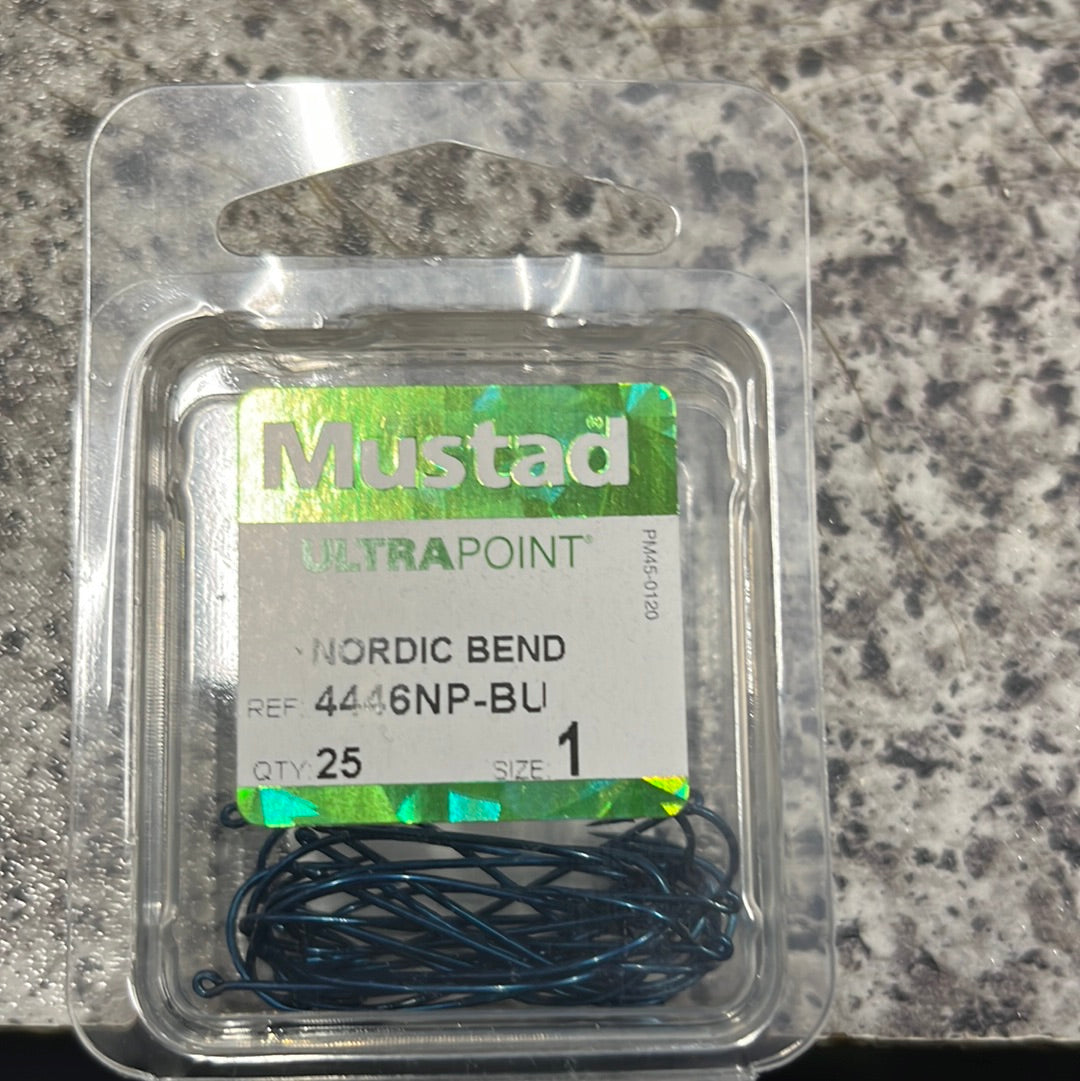 Mustad®
ULTRAPOINT®
PM45-0120
NORDIC BEND
REF: 4446NP-BU
QTY: 25 SIZE: 1